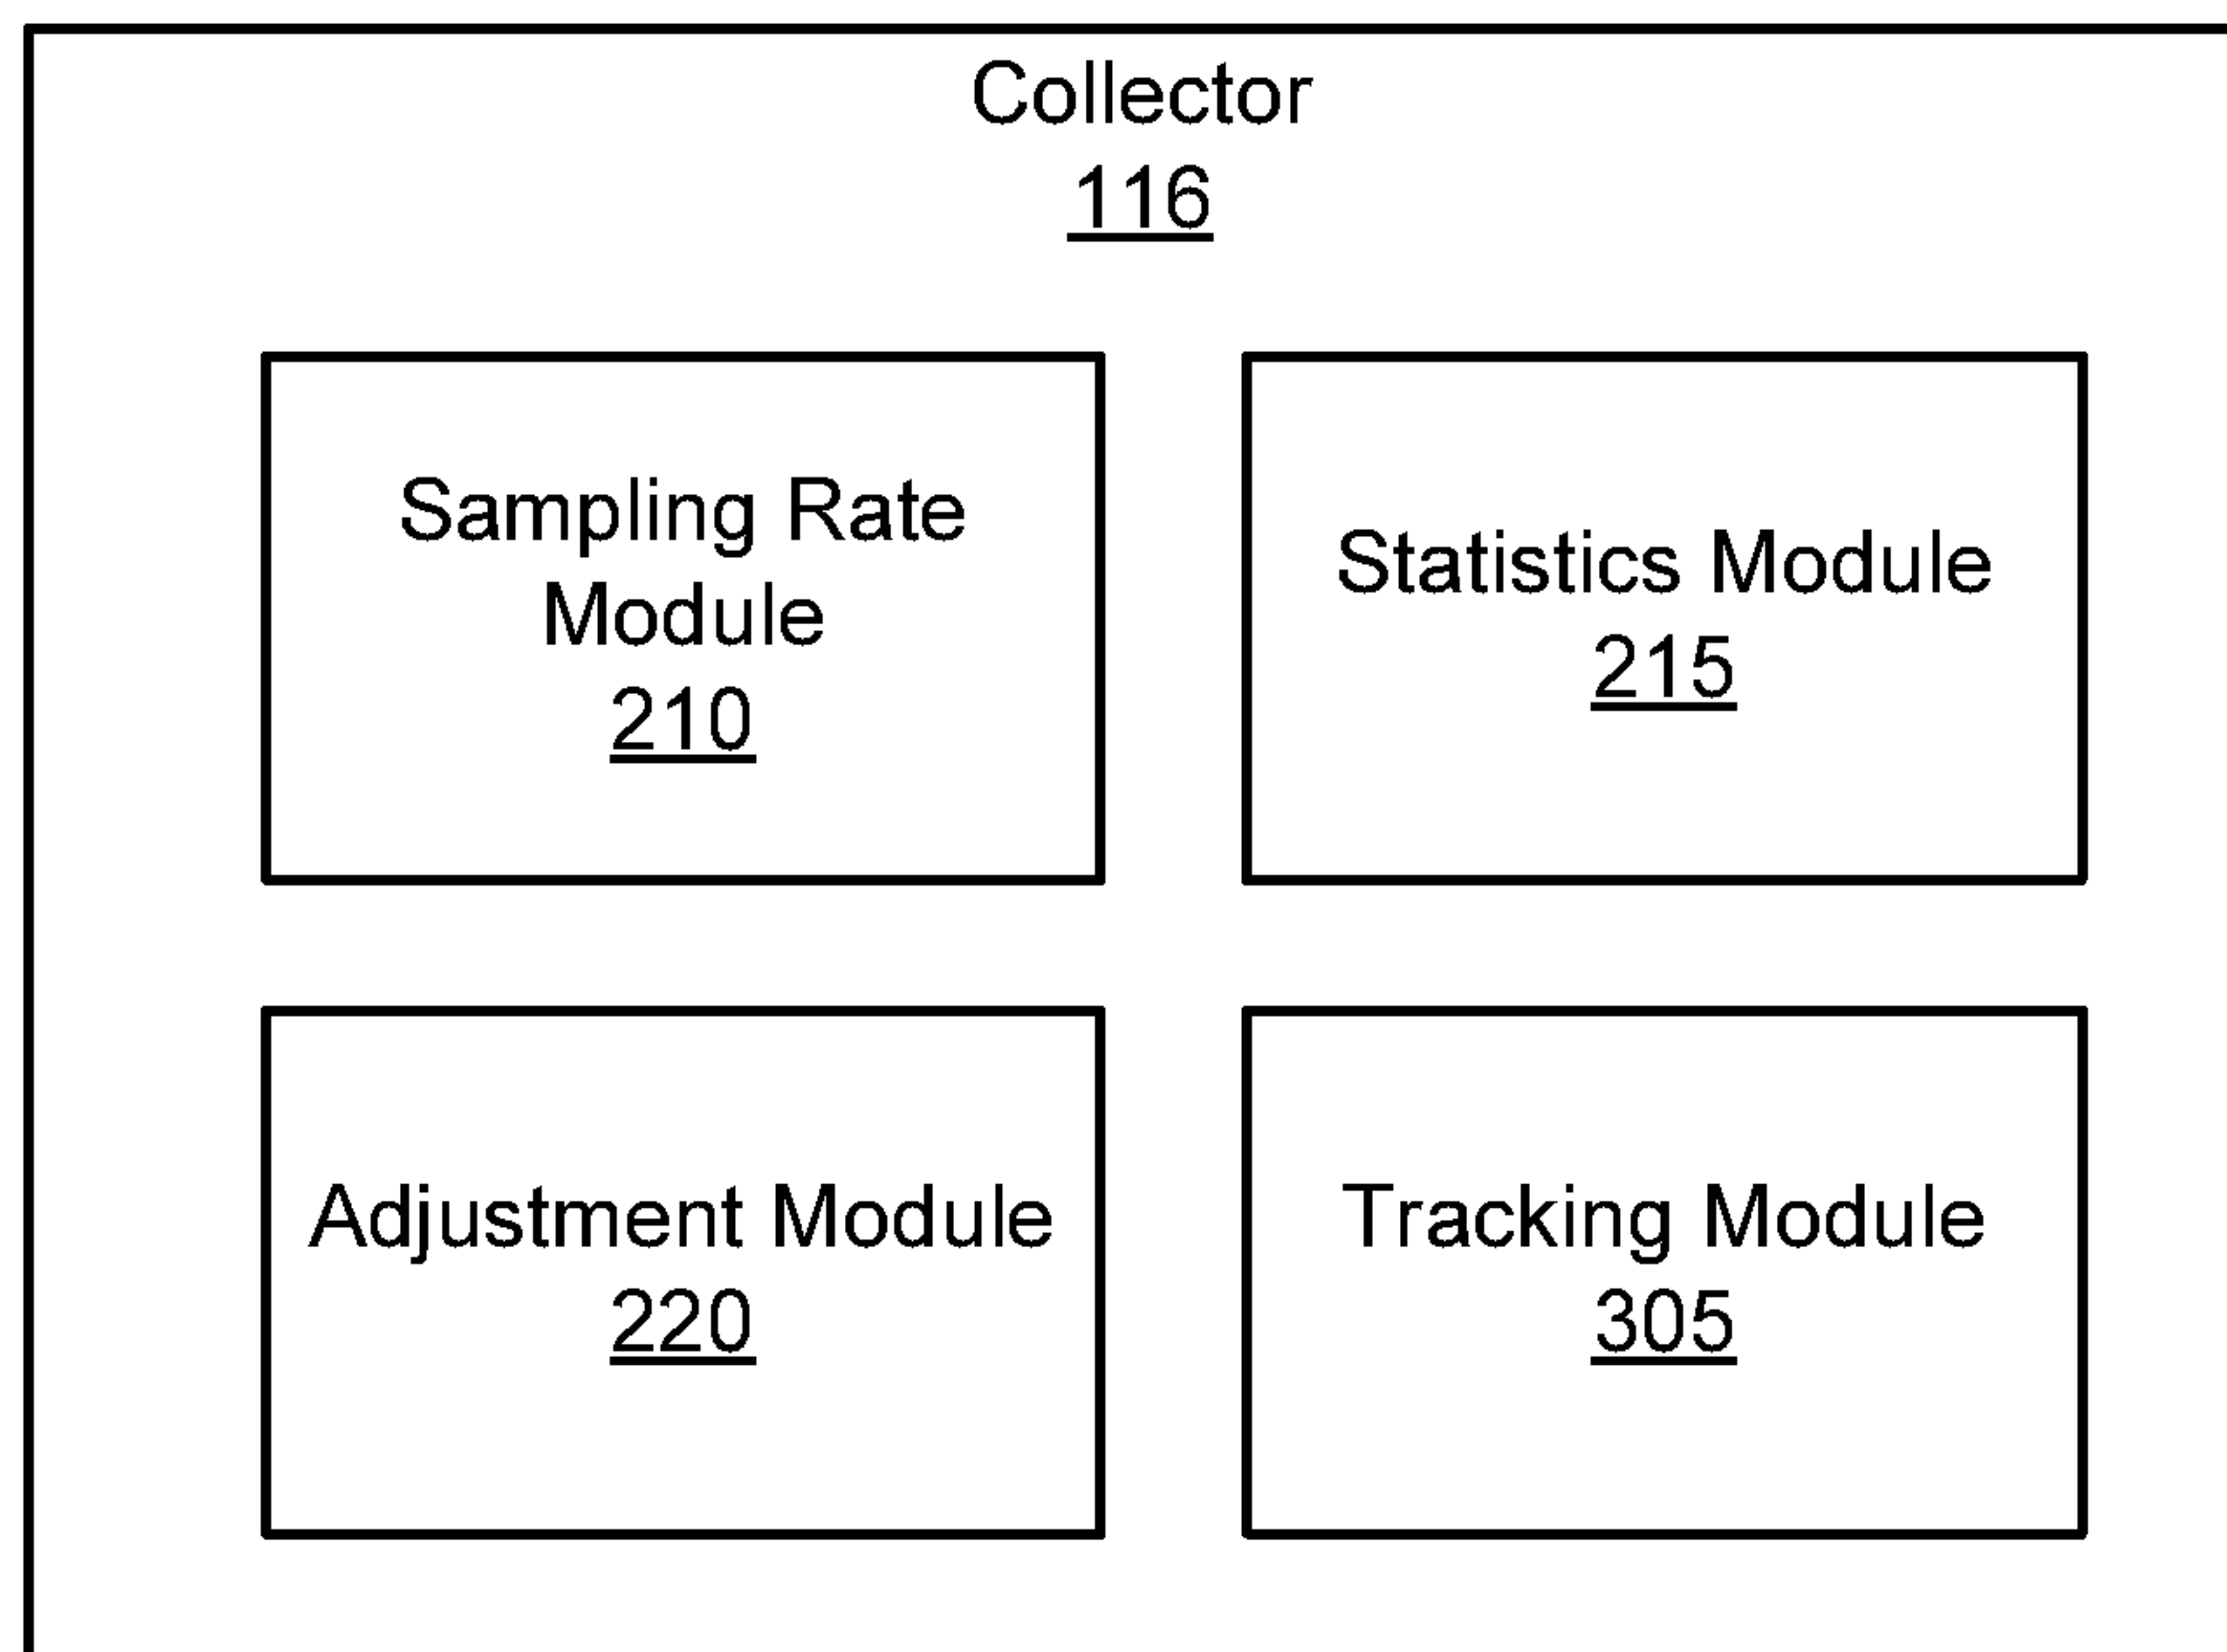 Collector
116
Sampling Rate
Module
210
Statistics Module
215
Adjustment Module
220
Tracking Module
305